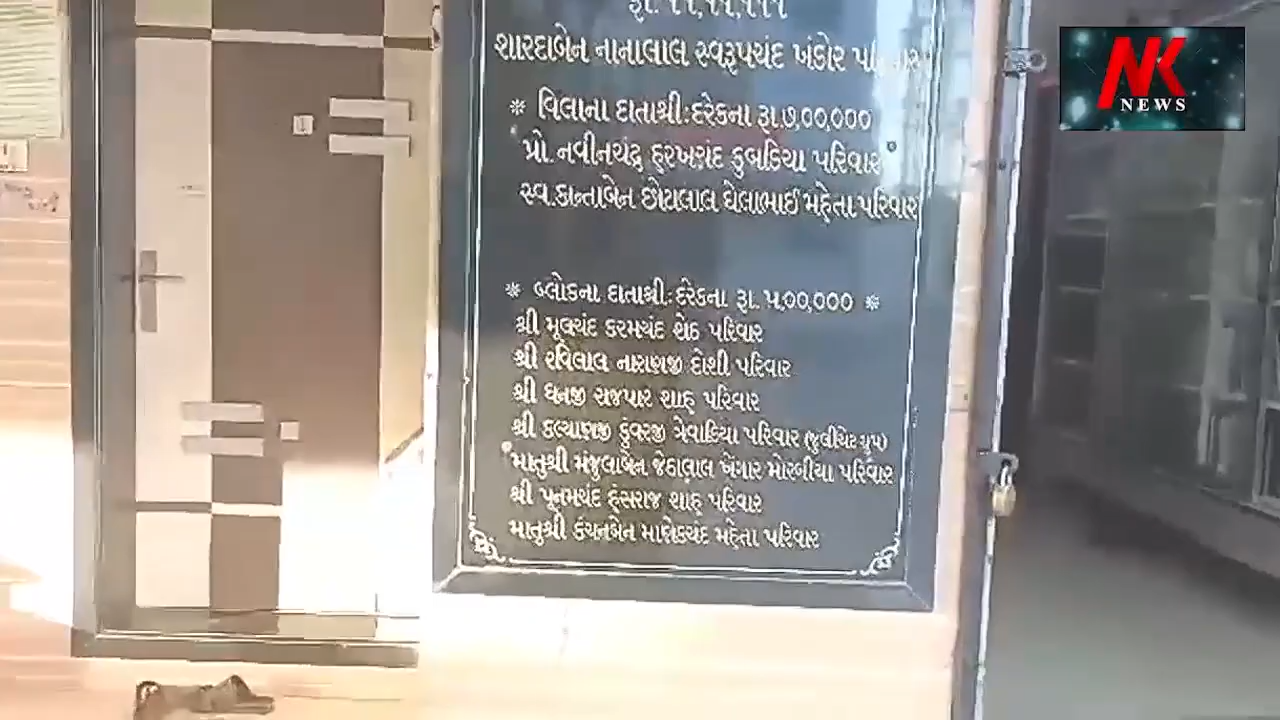 શારદાબેન નાનાલાલ સ્વરૂપચંદ ખંડોર
NK
NEWS
* વિલાના દાતાશ્રી:દરેકના રૂા.૭,૦૦,૦૦૦
પ્રો. નવીનચંદ્ર હરખચંદ કુબડિયા પરિવાર
સ્વ.કાન્તાબેન છોટાલાલ ઘેલાભાઈ મહેતા પરિવાર
* બ્લોકના દાતાશ્રી:દરેકના રૂા. ૫,૦૦,૦૦૦ *
શ્રી મૂલચંદ કરમચંદ શેઠ પરિવાર
શ્રી રવિલાલ નારાણજી દોશી પરિવાર
શ્રી ધનજી રાજપાર શાહ પરિવાર
શ્રી કલ્યાણજી કુંવરજી ત્રેવાડિયા પરિવાર (જુલીયેટ ગ્રુપ)
માતુશ્રી મંજુલાબેન જેઠાલાલ ખેંગાર મોરબીયા પરિવાર
શ્રી પૂનમચંદ હંસરાજ શાહ પરિવાર
માતુશ્રી કંચનબેન માણેકચંદ મહેતા પરિવાર